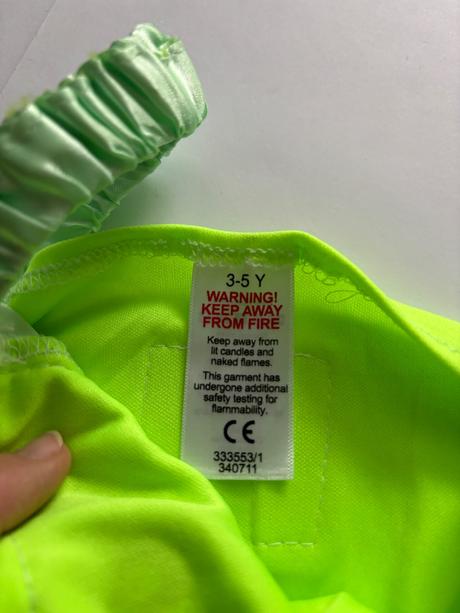 3-5 Y
WARNING!
KEEP AWAY
FROM FIRE
Keep away from
lit candles and
naked flames.
This garment has
undergone additional
safety testing for
flammability.
CE
333553/1
340711